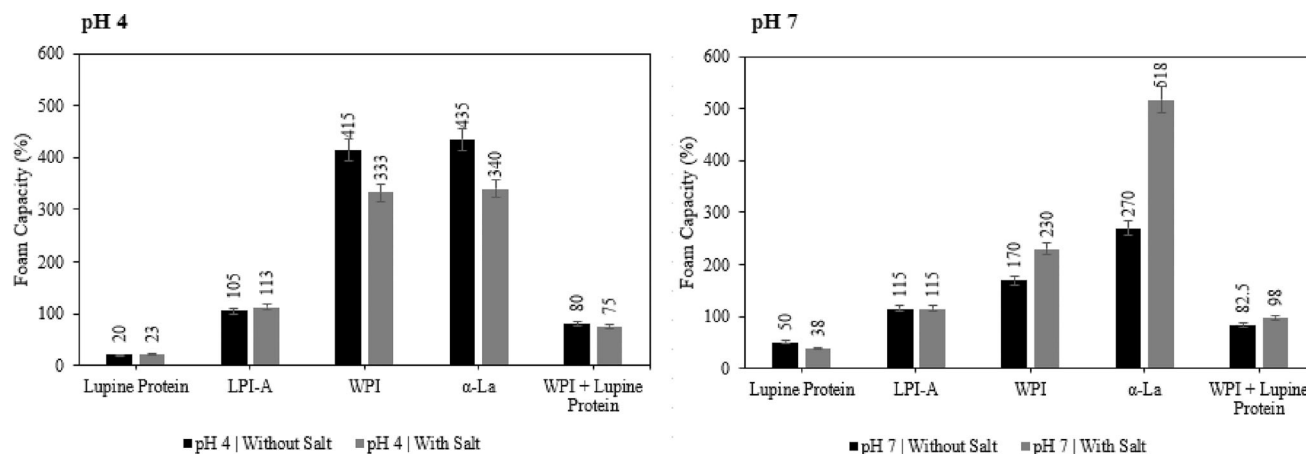 pH 4
Foam Capacity (%)
600
500
400
300
200
100
0
20
23
105
113
415
333
435
340
80
75
Lupine Protein
LPI-A
WPI
α-La
WPI + Lupine
Protein
pH 4 | Without Salt
pH 4 | With Salt
pH 7
Foam Capacity (%)
600
500
400
300
200
100
0
50
38
115
115
170
230
270
518
82.5
98
Lupine Protein
LPI-A
WPI
α-La
WPI + Lupine
Protein
pH 7 | Without Salt
pH 7 | With Salt